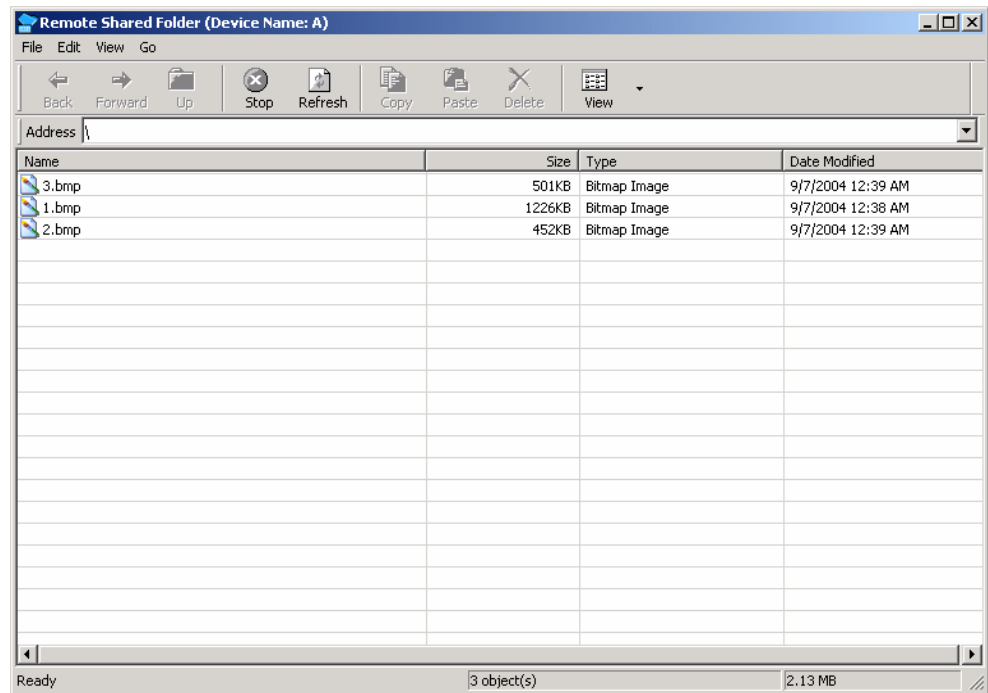 Remote Shared Folder (Device Name: A)
File Edit View Go
Back Forward Up Stop Refresh Copy Paste Delete View
Address \
Name Size Type Date Modified
3.bmp 501KB Bitmap Image 9/7/2004 12:39 AM
1.bmp 1226KB Bitmap Image 9/7/2004 12:38 AM
2.bmp 452KB Bitmap Image 9/7/2004 12:39 AM
Ready 3 object(s) 2.13 MB